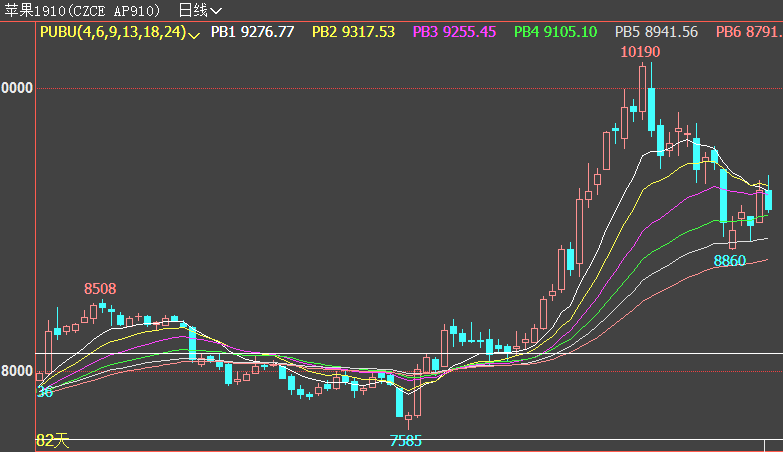 苹果1910(CZCE AP910) 日线
PUBU(4,6,9,13,18,24) PB1 9276.77 PB2 9317.53 PB3 9255.45 PB4 9105.10 PB5 8941.56 PB6 8791.
10190
0000
8860
8508
8000
36
82天
7585